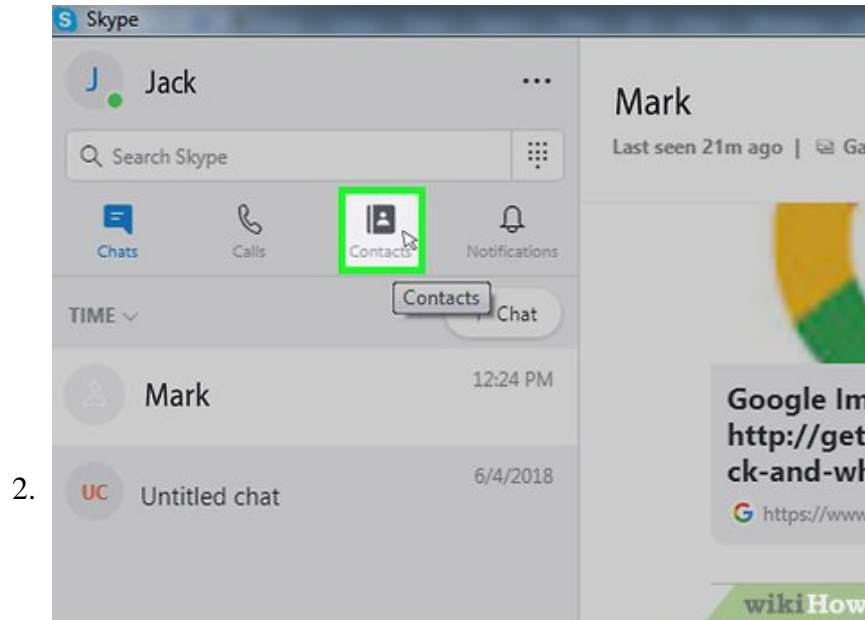 S Skype
J Jack
Mark
Last seen 21m ago |
Search Skype
Chats Calls Contacts Notifications
Contacts
TIME
Chat
Mark 12:24 PM
Google
http://get
ck-and-wh
G https://www
2.
UC Untitled chat 6/4/2018
wikiHow